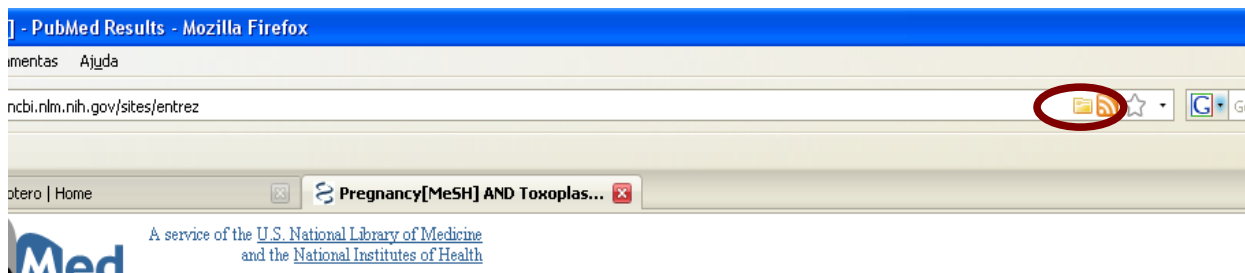 ] - PubMed Results - Mozilla Firefox
amentas Ajuda
ncbi.nlm.nih.gov/sites/entrez
G G
otero | Home Pregnancy[MeSH] AND Toxoplas...
A service of the U.S. National Library of Medicine
and the National Institutes of Health
Med